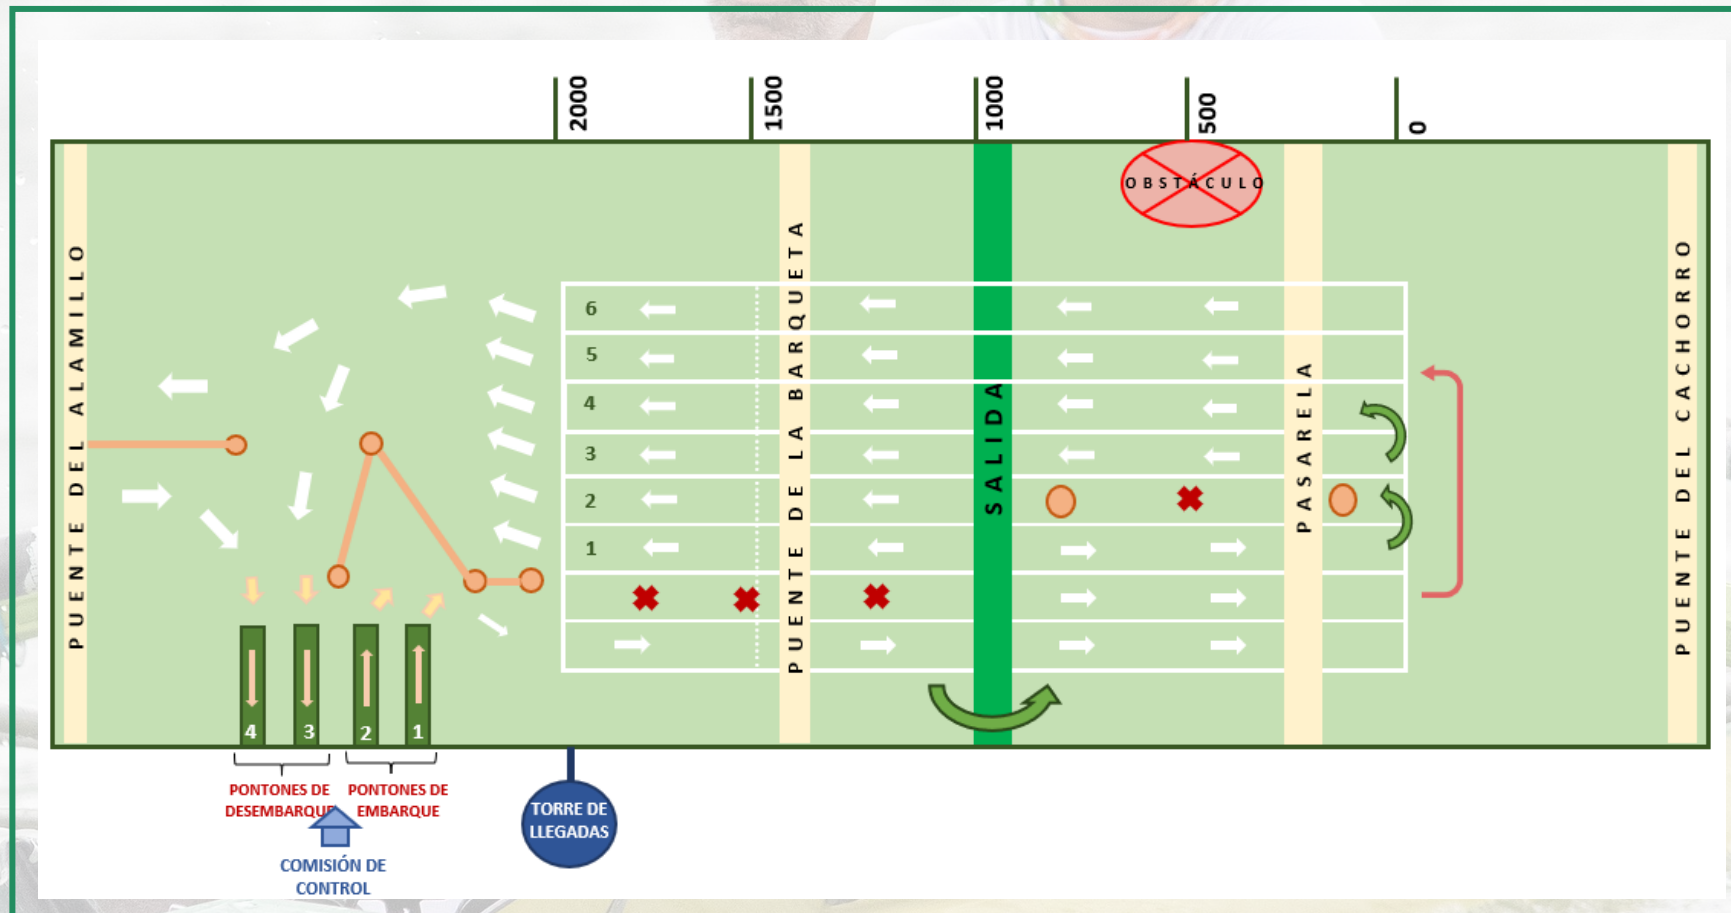 2000
1500
1000
500
0
OBSTÁCULO
PUENTE DEL ALAMILLO
PUENTE DE LA BARQUETA
SALIDA
PASARELA
PUENTE DEL CACHORRO
6
5
4
3
2
1
4
3
2
1
PONTONES DE
DESEMBARQUE
PONTONES DE
EMBARQUE
TORRE DE
LLEGADAS
COMISIÓN DE
CONTROL